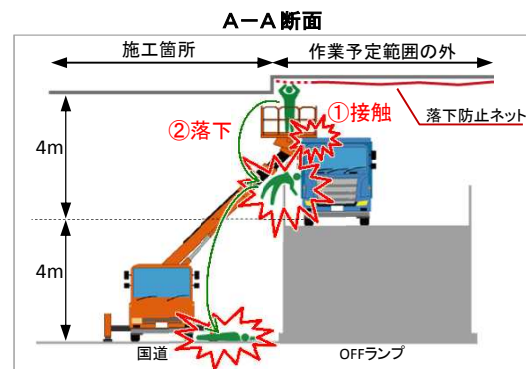 A－A断面
施工箇所
作業予定範囲の外
①接触
②落下
落下防止ネット
4m
4m
国道
OFFランプ